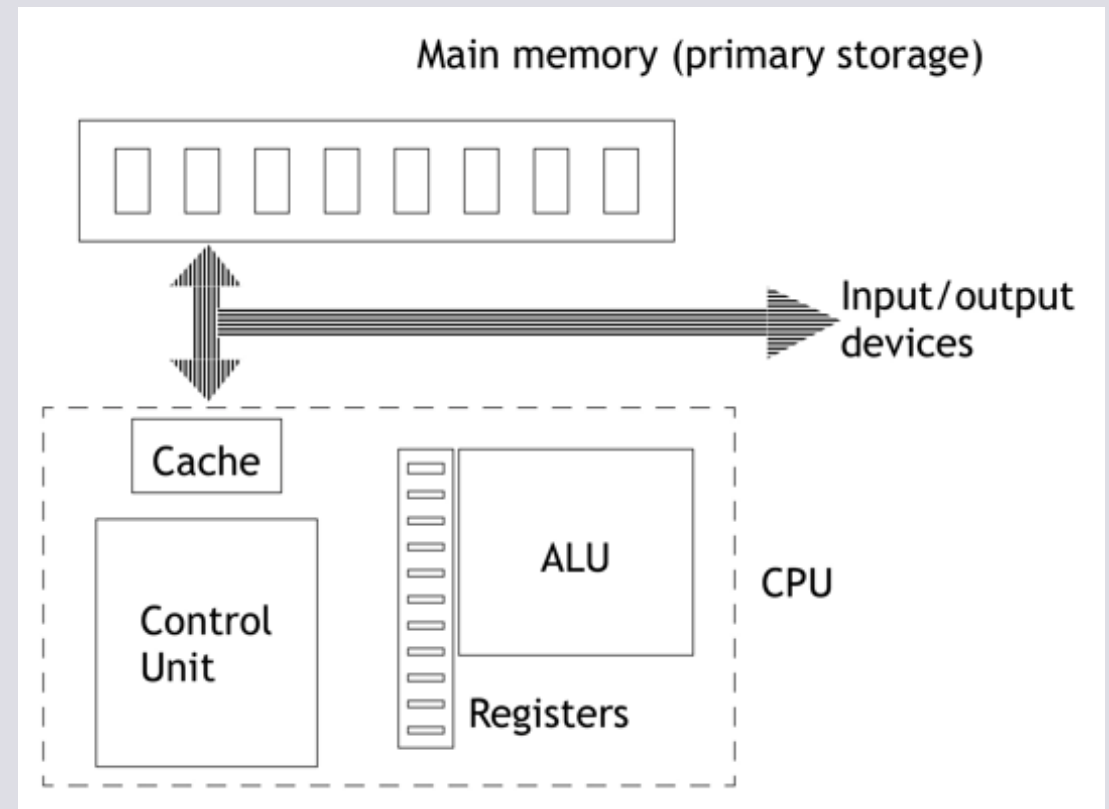 Main memory (primary storage)
Input/output
devices
Cache
ALU
CPU
Control
Unit
Registers